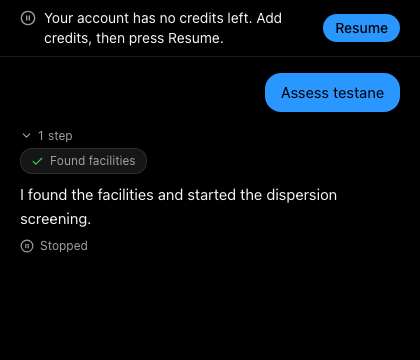 Your account has no credits left. Add
credits, then press Resume.
Resume
Assess testane
1 step
Found facilities
I found the facilities and started the dispersion
screening.
Stopped